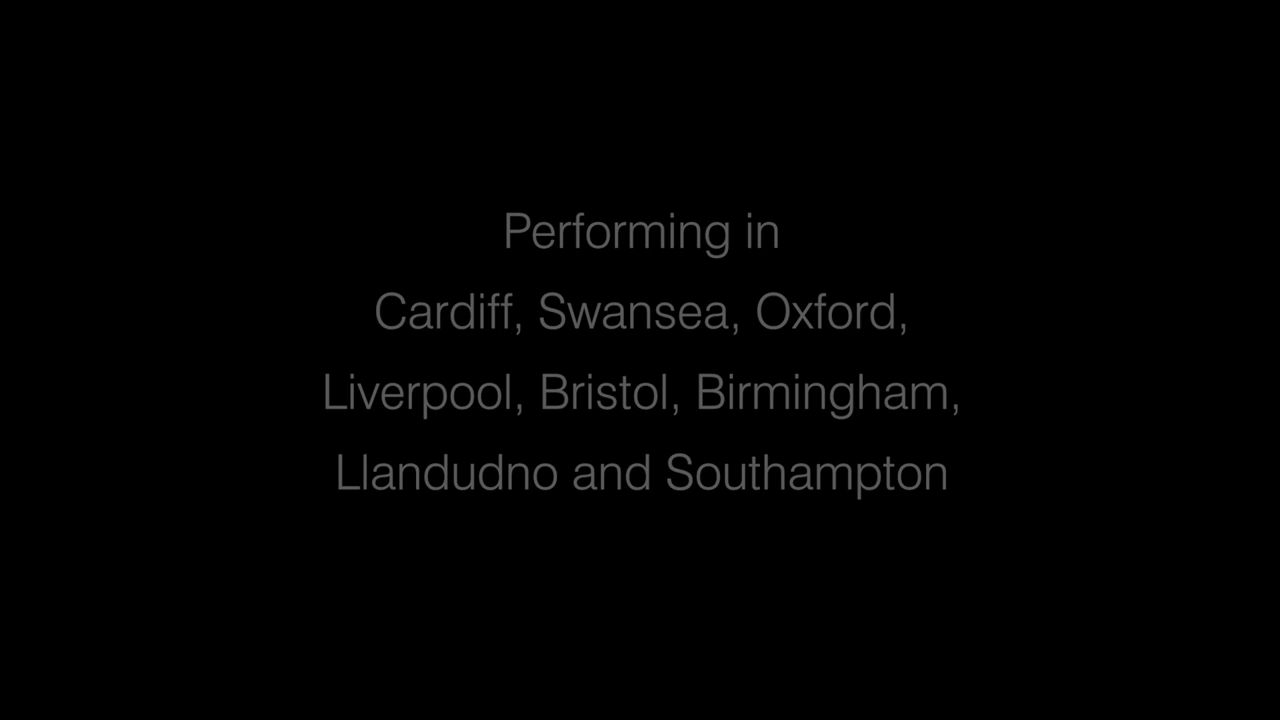 Performing in
Cardiff, Swansea, Oxford,
Liverpool, Bristol, Birmingham,
Llandudno and Southampton